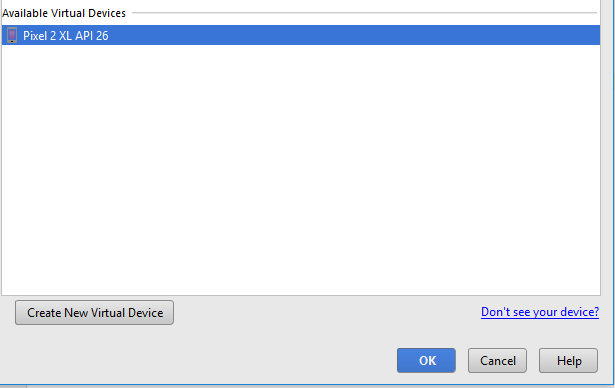 Available Virtual Devices
Pixel 2 XL API 26
Create New Virtual Device
Don't see your device?
OK
Cancel
Help